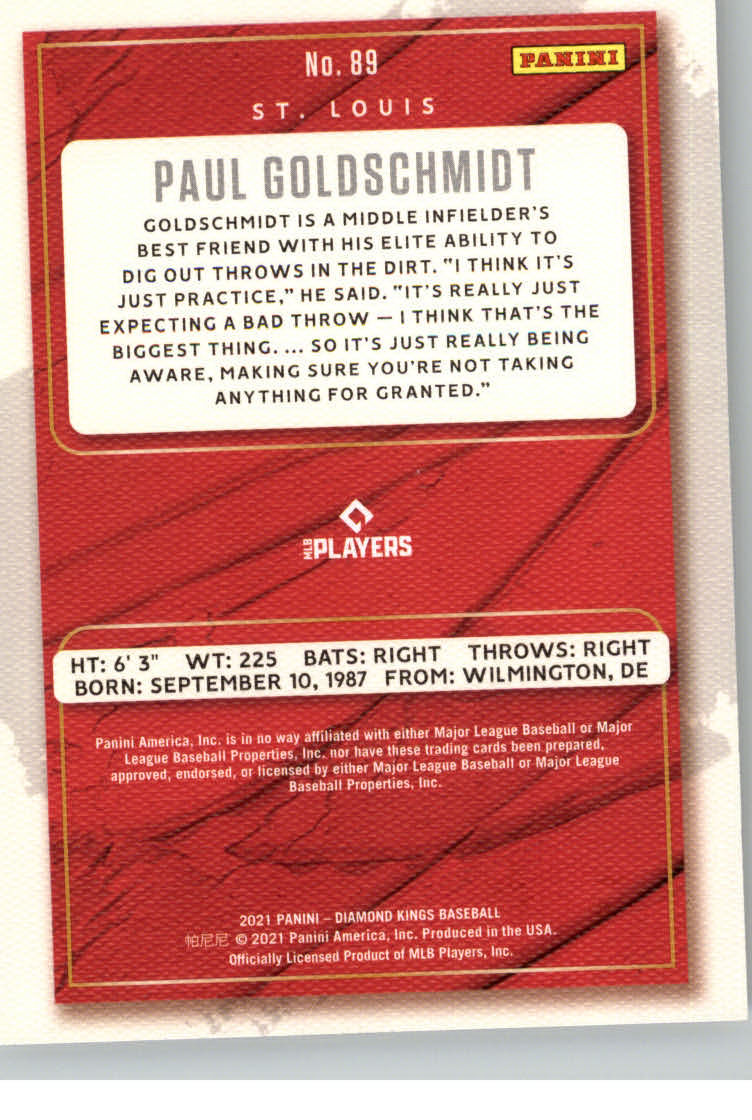 No. 89
PANINI
ST. LOUIS
PAUL GOLDSCHMIDT
GOLDSCHMIDT IS A MIDDLE INFIELDER'S
BEST FRIEND WITH HIS ELITE ABILITY TO
DIG OUT THROWS IN THE DIRT. "I THINK IT'S
JUST PRACTICE," HE SAID. "IT'S REALLY JUST
EXPECTING A BAD THROW — I THINK THAT'S THE
BIGGEST THING. ... SO IT'S JUST REALLY BEING
AWARE, MAKING SURE YOU'RE NOT TAKING
ANYTHING FOR GRANTED."
MLB PLAYERS
HT: 6' 3" WT: 225 BATS: RIGHT THROWS: RIGHT
BORN: SEPTEMBER 10, 1987 FROM: WILMINGTON, DE
Panini America, Inc. is in no way affiliated with either Major League Baseball or Major
League Baseball Properties, Inc. nor have these trading cards been prepared,
approved, endorsed, or licensed by either Major League Baseball or Major League
Baseball Properties, Inc.
2021 PANINI – DIAMOND KINGS BASEBALL
帕尼尼 © 2021 Panini America, Inc. Produced in the USA.
Officially Licensed Product of MLB Players, Inc.